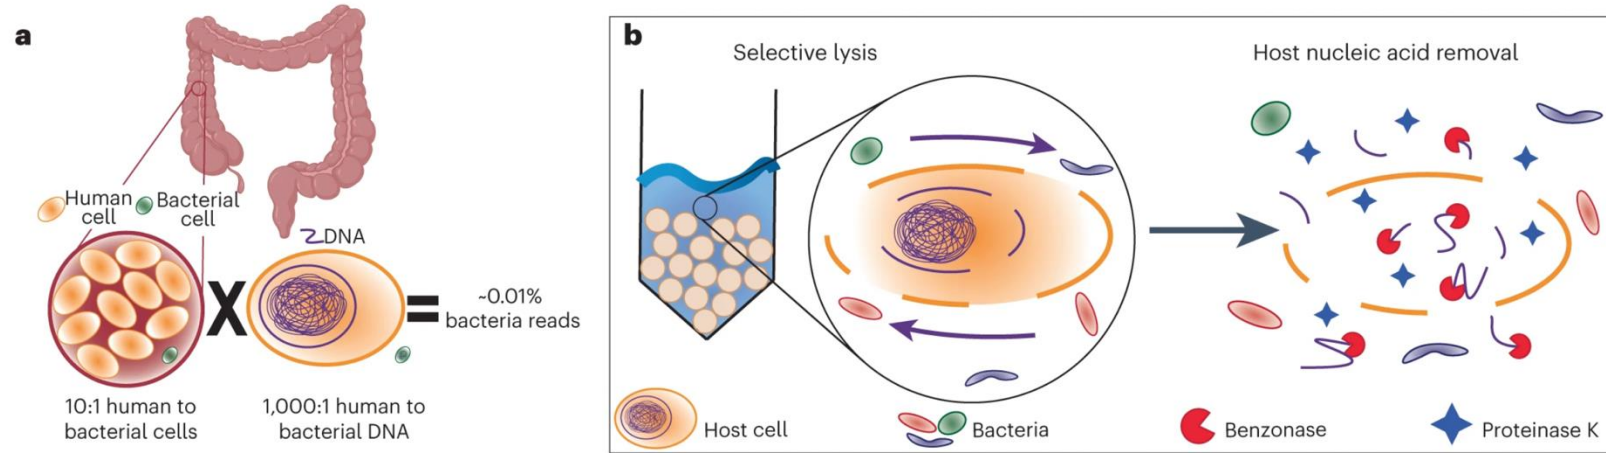 a
Human
cell
Bacterial
cell
DNA
X
=
~0.01%
bacteria reads
10:1 human to
bacterial cells
1,000:1 human to
bacterial DNA
b
Selective lysis
Host nucleic acid removal
Host cell
Bacteria
Benzonase
Proteinase K